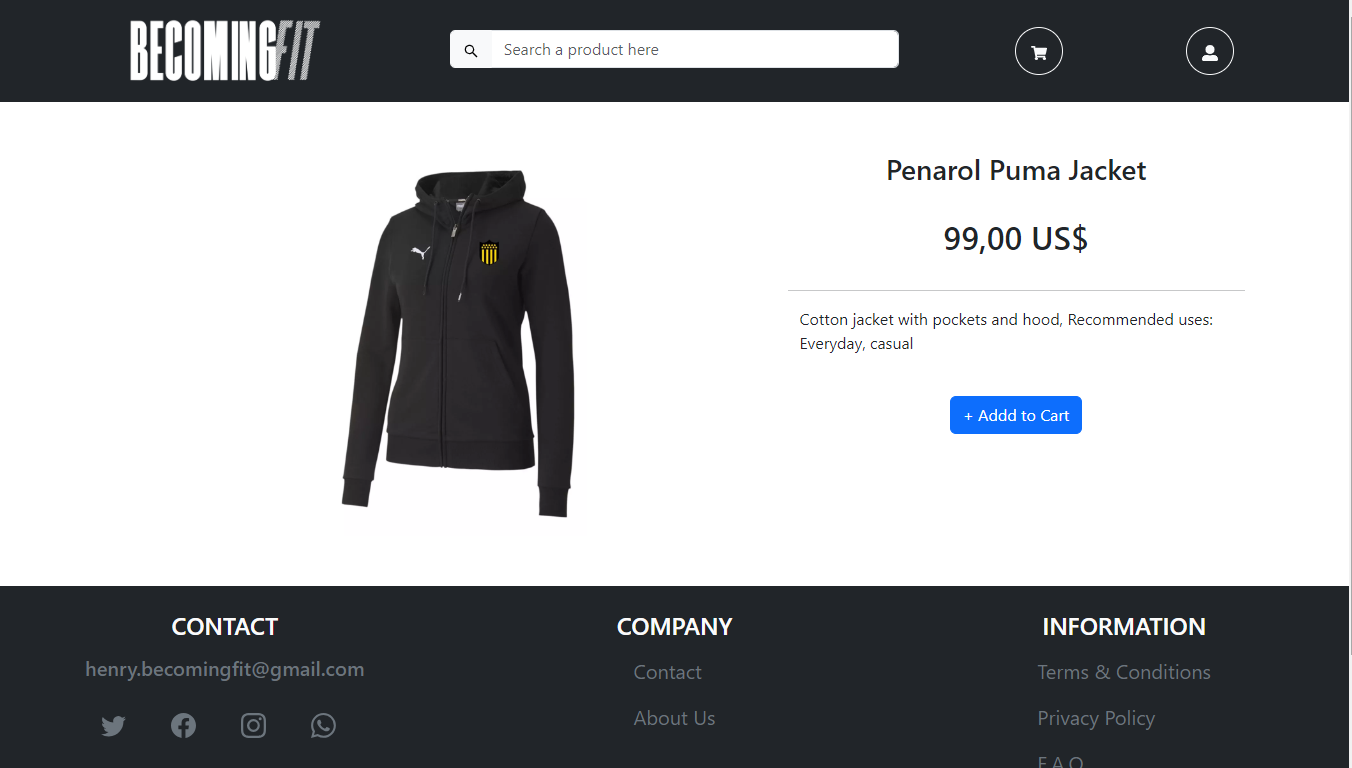 BECOMINGFIT
Search a product here
Penarol Puma Jacket
99,00 US$
Cotton jacket with pockets and hood, Recommended uses:
Everyday, casual
+ Addd to Cart
CONTACT
henry.becomingfit@gmail.com
COMPANY
Contact
About Us
INFORMATION
Terms & Conditions
Privacy Policy
F.A.Q